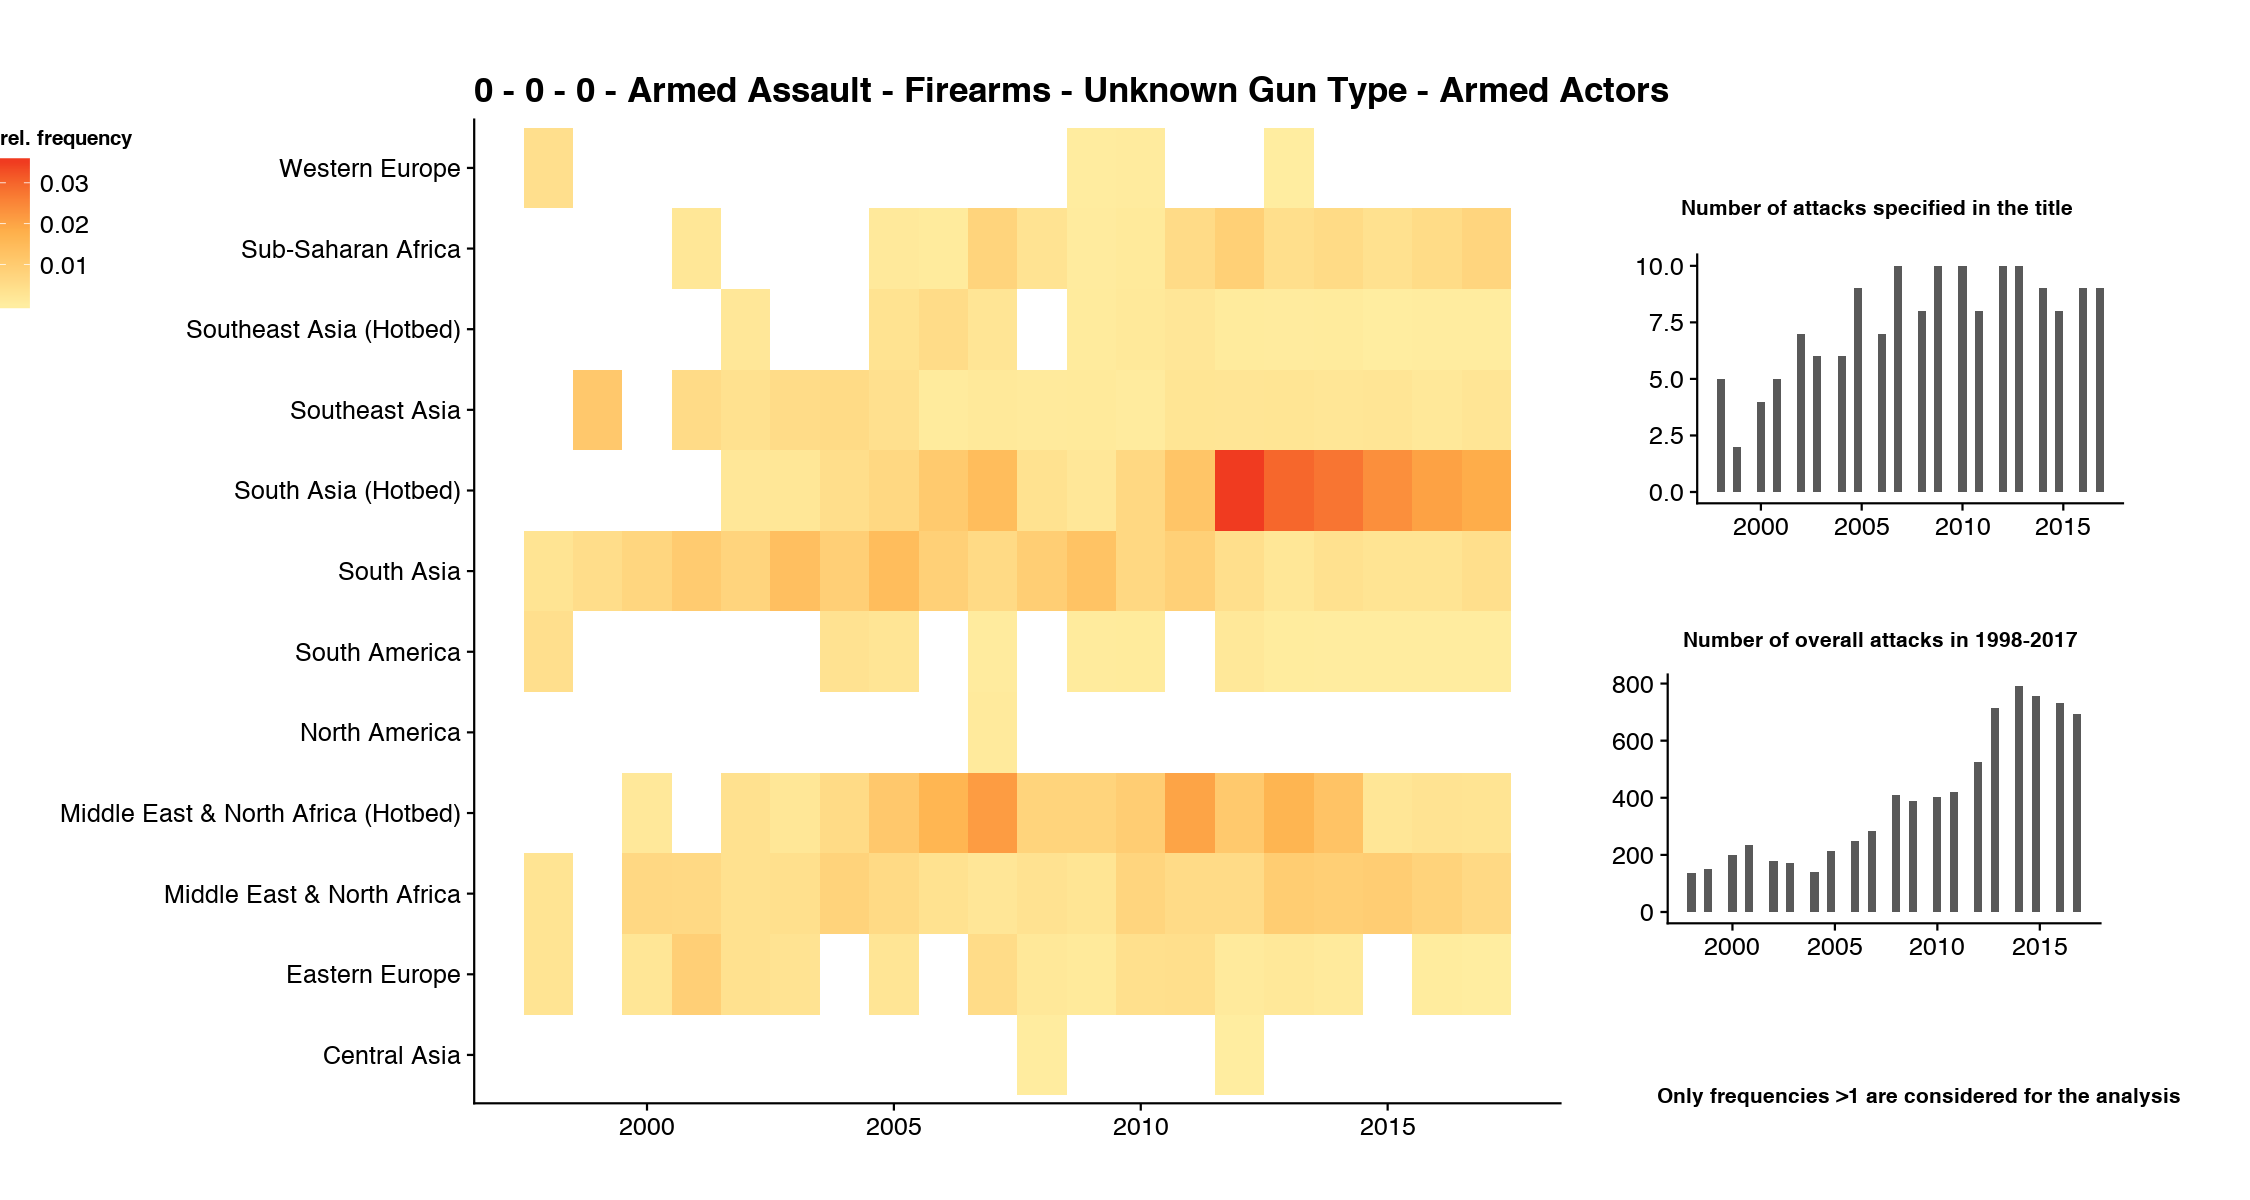 0 - 0 - 0 - Armed Assault - Firearms - Unknown Gun Type - Armed Actors
rel. frequency
0.03
0.02
0.01
Western Europe
Sub-Saharan Africa
Southeast Asia (Hotbed)
Southeast Asia
South Asia (Hotbed)
South Asia
South America
North America
Middle East & North Africa (Hotbed)
Middle East & North Africa
Eastern Europe
Central Asia
2000 2005 2010 2015
Number of attacks specified in the title
10.0
7.5
5.0
2.5
0.0
2000 2005 2010 2015
Number of overall attacks in 1998-2017
800
600
400
200
0
2000 2005 2010 2015
Only frequencies >1 are considered for the analysis